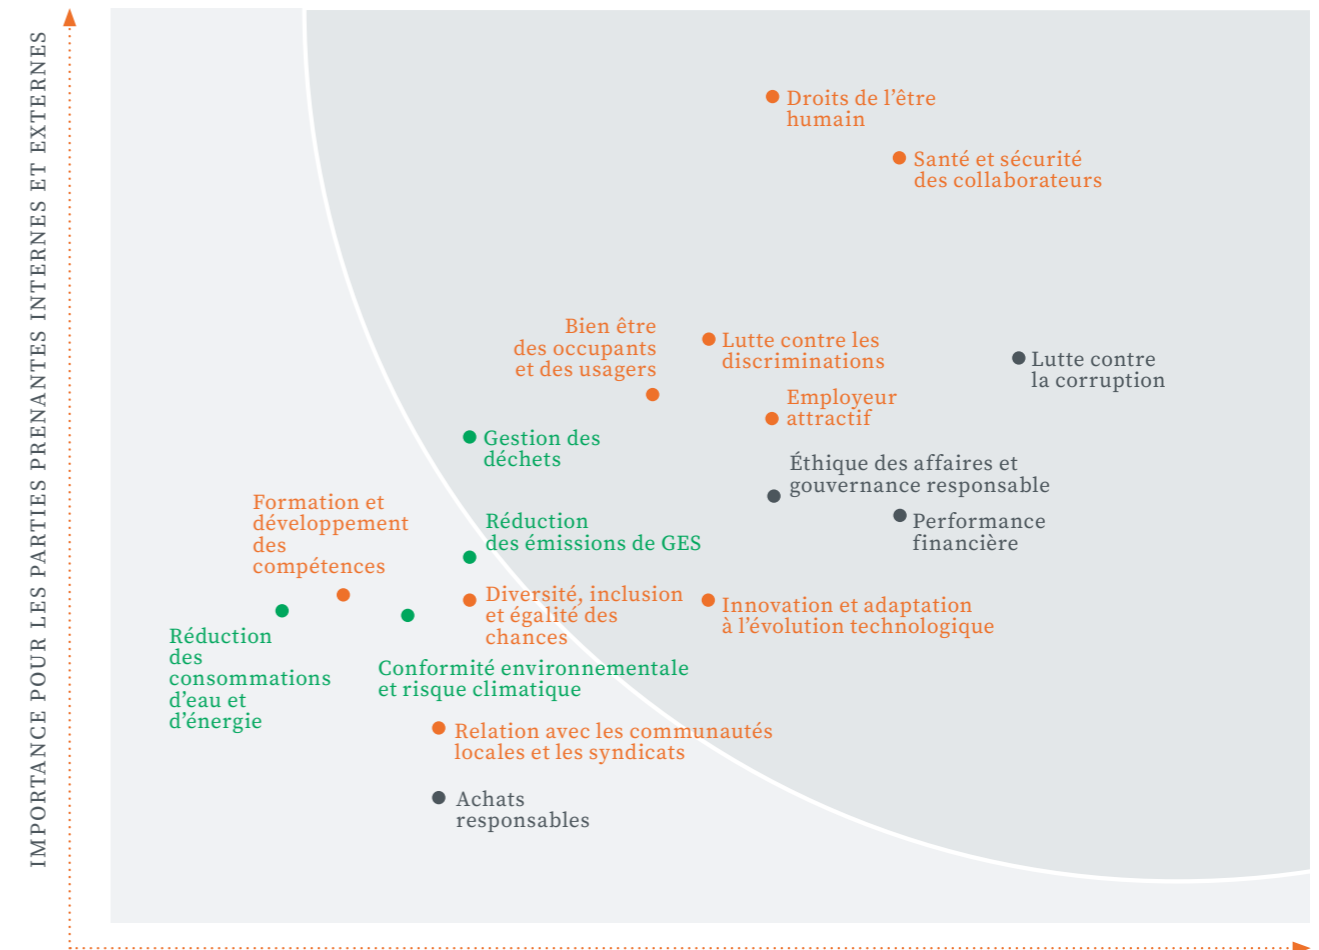 IMPORTANCE POUR LES PARTIES PRENANTES INTERNES ET EXTERNES
Droits de l'être
humain
Santé et sécurité
des collaborateurs
Bien être
des occupants
et des usagers
Lutte contre les
discriminations
Lutte contre
la corruption
Employeur
attractif
Gestion des
déchets
Éthique des affaires et
gouvernance responsable
Formation et
développement
des
compétences
Réduction
des émissions de GES
Performance
financière
Diversité, inclusion
et égalité des
chances
Innovation et adaptation
à l'évolution technologique
Réduction
des
consommations
d'eau et
d'énergie
Conformité environnementale
et risque climatique
Relation avec les communautés
locales et les syndicats
Achats
responsables